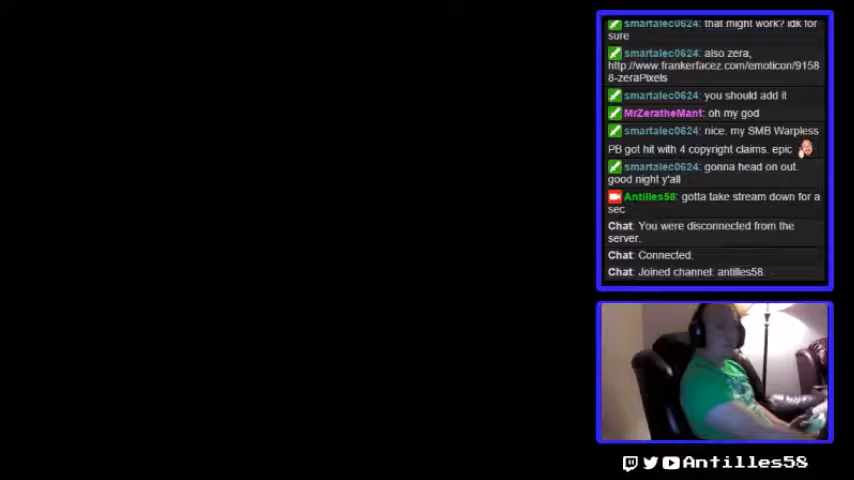 smartalec0624: that might work? idk for
sure
smartalec0624: also zera,
http://www.frankerfacez.com/emoticon/9158
8-zeraPixels
smartalec0624: you should add it
MrZeratheMant: oh my god
smartalec0624: nice. my SMB Warpless
PB got hit with 4 copyright claims. epic
smartalec0624: gonna head on out.
good night y'all
Antilles58: gotta take stream down for a
sec
Chat: You were disconnected from the
server.
Chat: Connected.
Chat: Joined channel: antilles58.
Antilles58